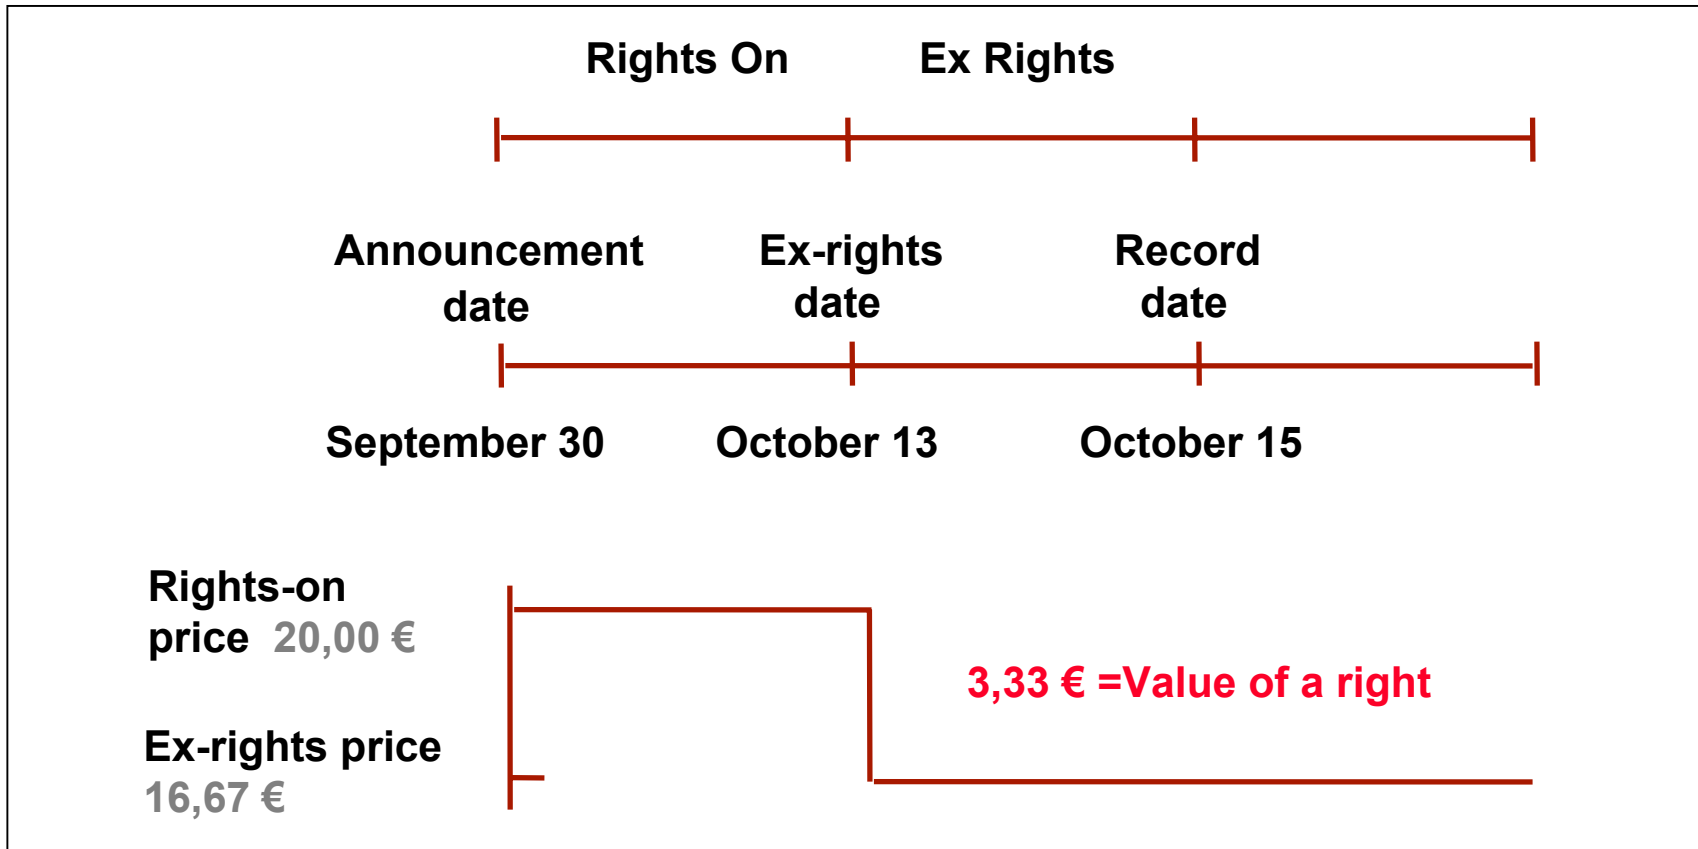 Rights On Ex Rights
Announcement date
Ex-rights date
Record date
September 30 October 13 October 15
Rights-on
price 20,00 €
3,33 € =Value of a right
Ex-rights price
16,67 €